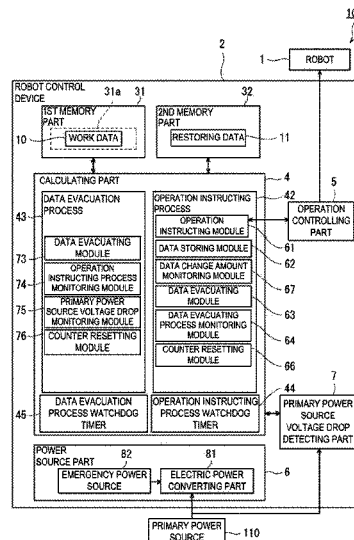 10
1
ROBOT
2
ROBOT CONTROL
DEVICE
31a
31
32
1ST MEMORY
PART
2ND MEMORY
PART
10
WORK DATA
RESTORING DATA
11
4
CALCULATING PART
43
42
DATA EVACUATION
PROCESS
OPERATION INSTRUCTING
PROCESS
5
OPERATION
CONTROLLING
PART
OPERATION
INSTRUCTING MODULE
61
DATA STORING MODULE
62
73
DATA EVACUATING
MODULE
DATA CHANGE AMOUNT
MONITORING MODULE
67
74
OPERATION
INSTRUCTING PROCESS
MONITORING MODULE
DATA EVACUATING
MODULE
63
75
PRIMARY POWER
SOURCE VOLTAGE DROP
MONITORING MODULE
DATA EVACUATING
PROCESS MONITORING
MODULE
64
76
COUNTER RESETTING
MODULE
COUNTER RESETTING
MODULE
66
7
44
45
DATA EVACUATION
PROCESS WATCHDOG
TIMER
OPERATION INSTRUCTING
PROCESS WATCHDOG
TIMER
PRIMARY POWER
SOURCE
VOLTAGE DROP
DETECTING PART
POWER
SOURCE PART
82
81
EMERGENCY POWER
SOURCE
ELECTRIC POWER
CONVERTING PART
6
PRIMARY POWER
SOURCE
110